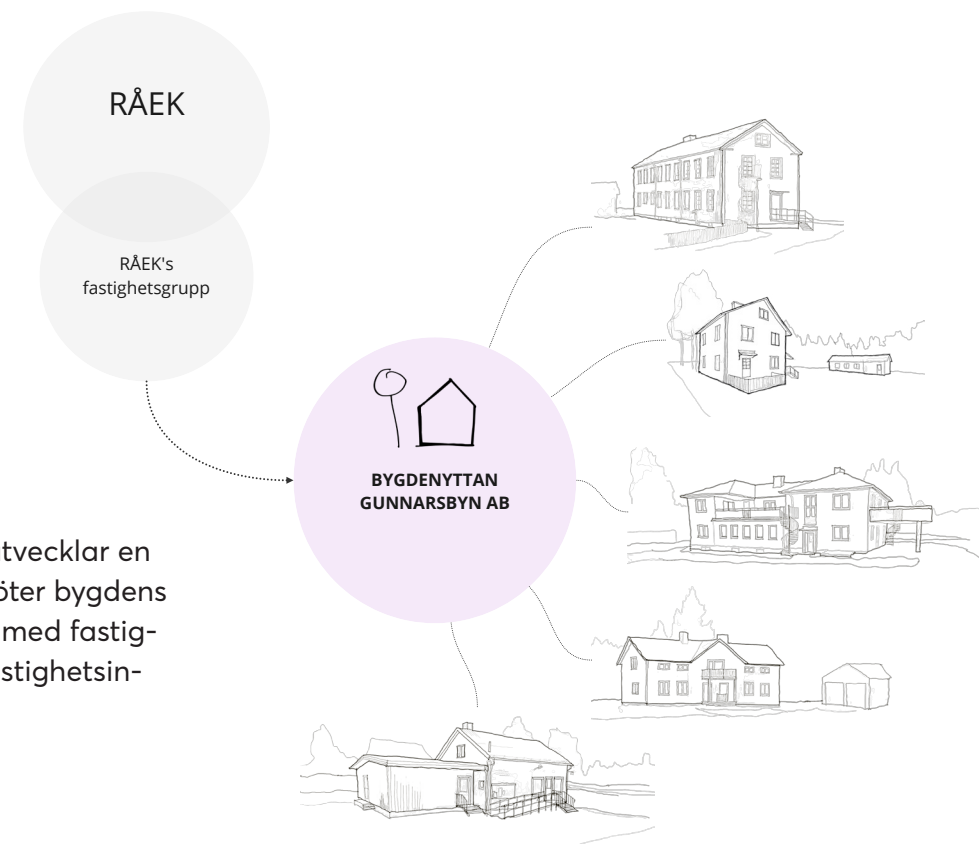 RÅEK
RÅEK's
fastighetsgrupp
BYGDENYTTAN
GUNNARSBYN AB
tvecklar en
öter bygdens
med fastig-
stighetsin-